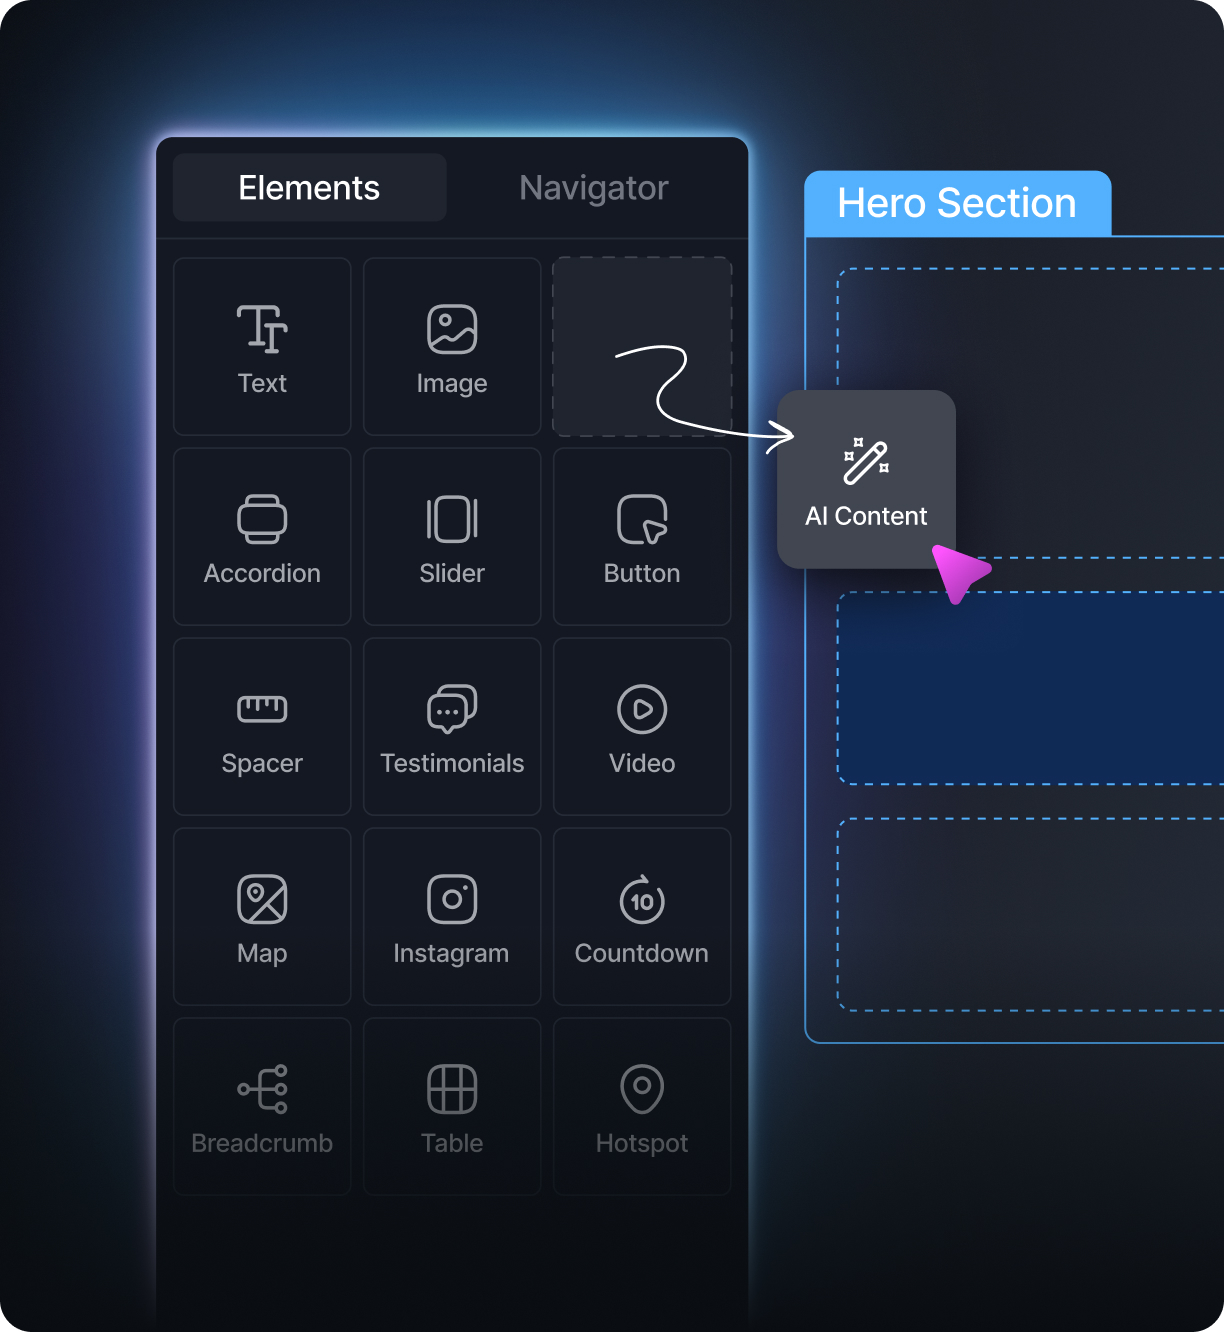 Elements
Navigator
Hero Section
Text
Image
AI Content
Accordion
Slider
Button
Spacer
Testimonials
Video
Map
Instagram
10
Countdown
Breadcrumb
Table
Hotspot